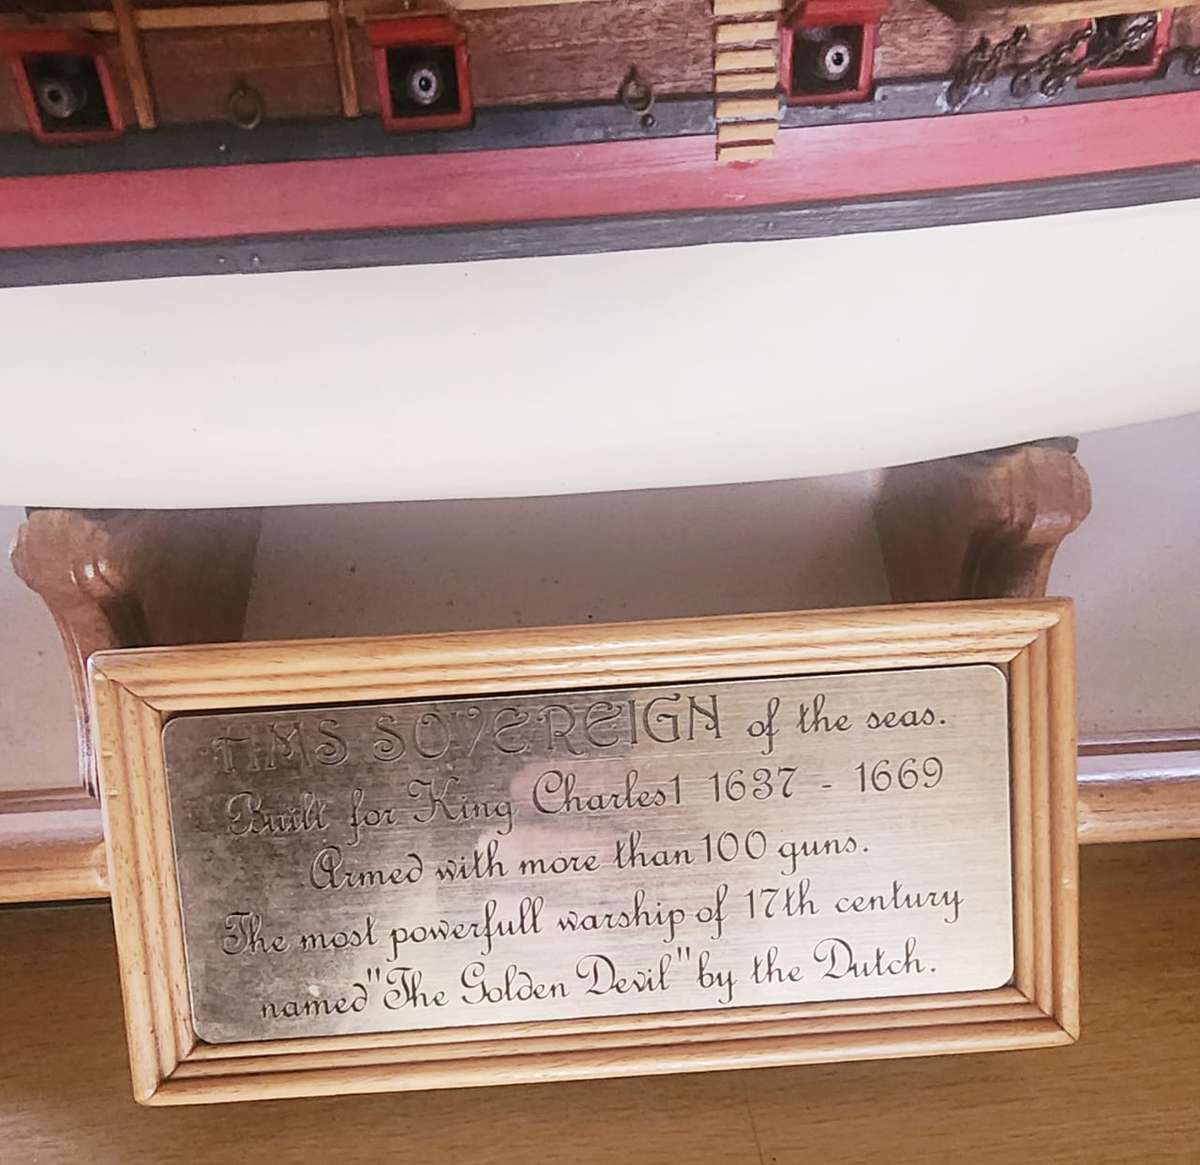 HMS SOVEREIGN of the seas.
Built for King Charles1 1637 - 1669
Armed with more than 100 guns.
The most powerfull warship of 17th century
named "The Golden Devil" by the Dutch.